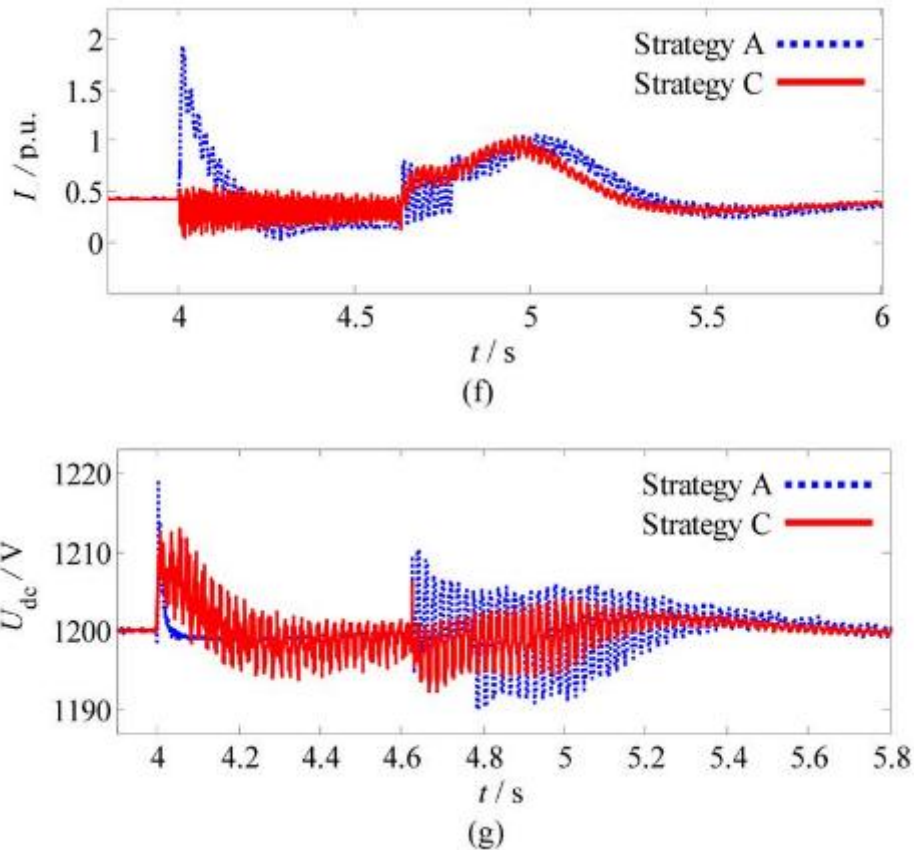 2
Strategy A
1.5
Strategy C
1
0.5
0
I / p.u.
4 4.5 5 5.5 6
t / s
(f)
1220
Strategy A
Strategy C
1210
1200
1190
U_dc / V
4 4.2 4.4 4.6 4.8 5 5.2 5.4 5.6 5.8
t / s
(g)